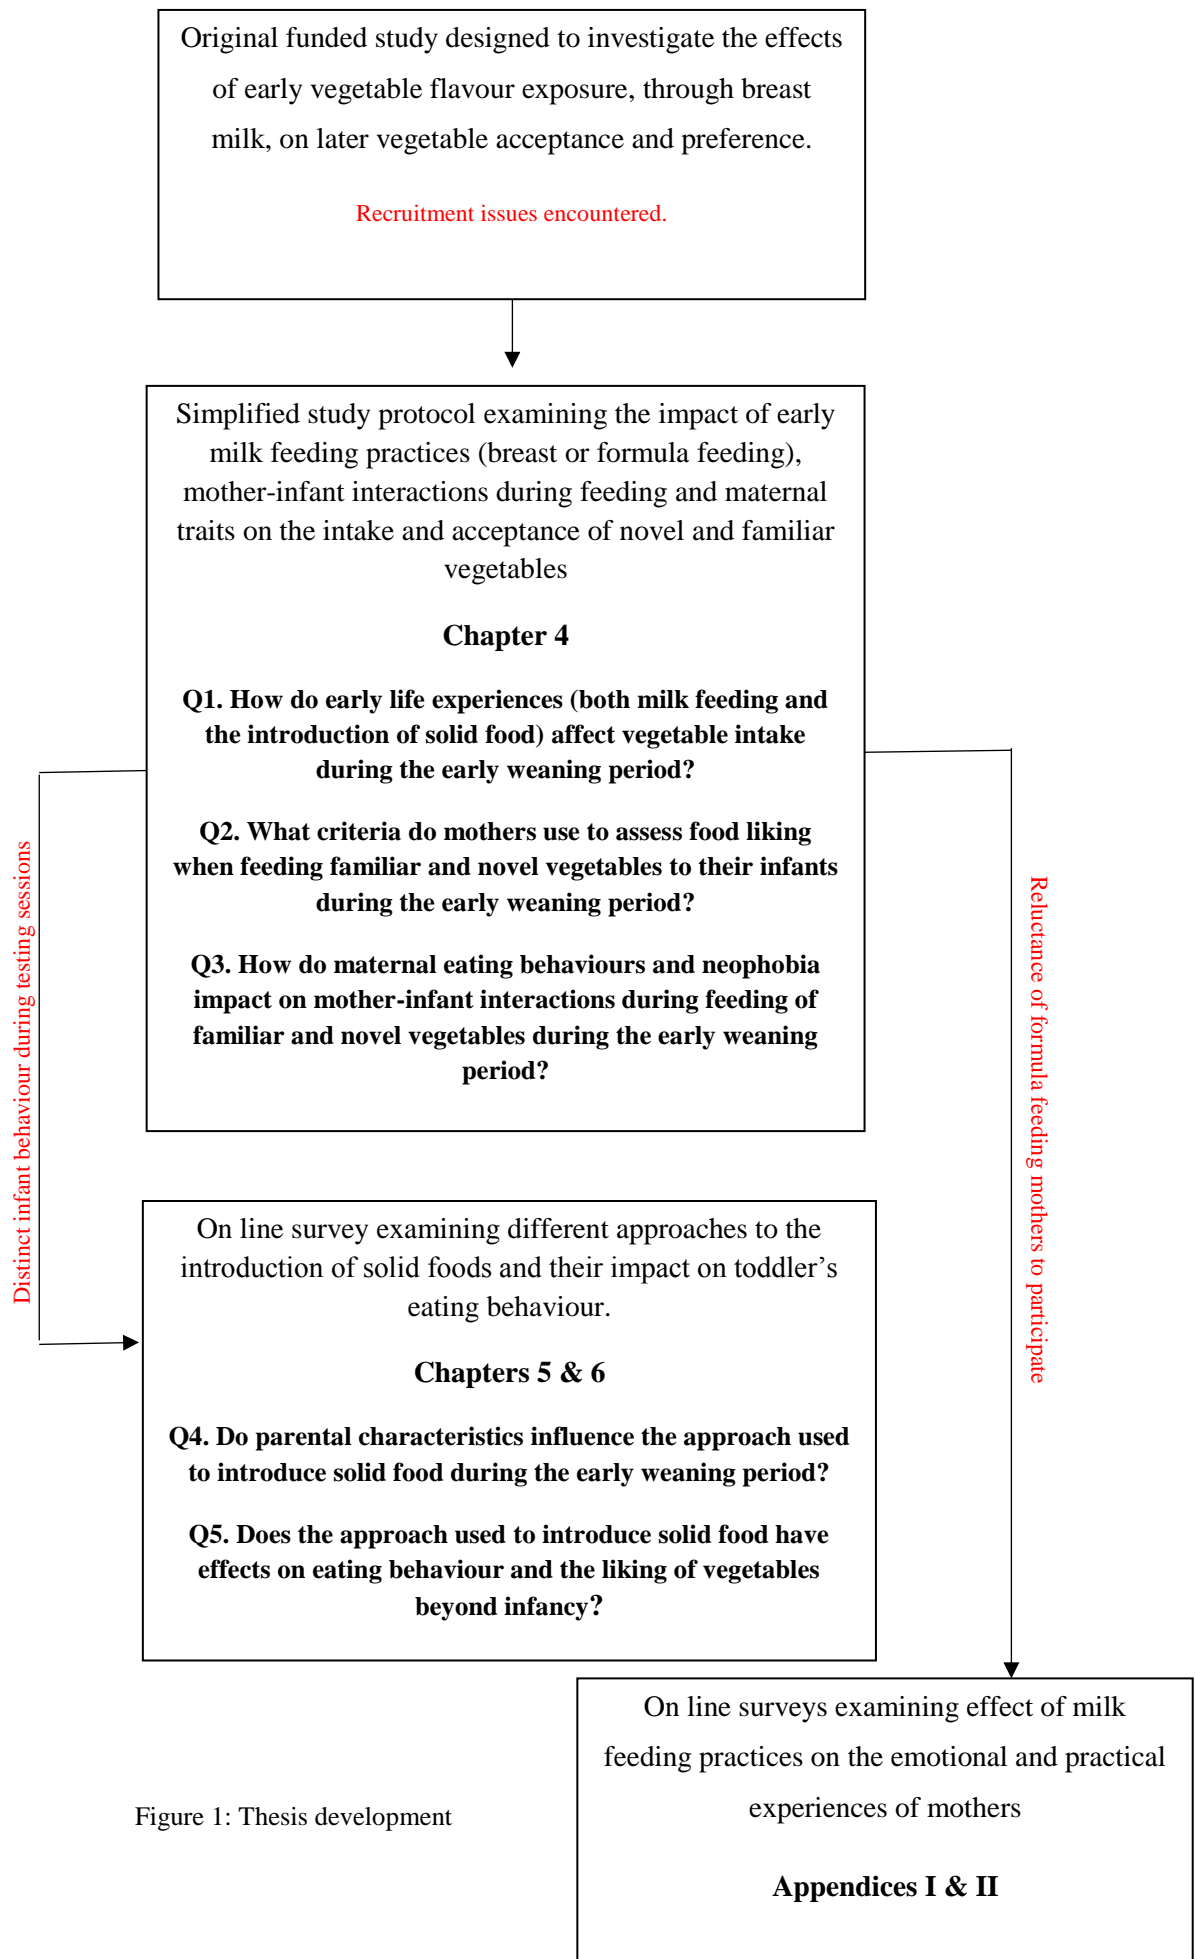 Original funded study designed to investigate the effects
of early vegetable flavour exposure, through breast
milk, on later vegetable acceptance and preference.
Recruitment issues encountered.
Simplified study protocol examining the impact of early
milk feeding practices (breast or formula feeding),
mother-infant interactions during feeding and maternal
traits on the intake and acceptance of novel and familiar
vegetables
Chapter 4
Q1. How do early life experiences (both milk feeding and
the introduction of solid food) affect vegetable intake
during the early weaning period?
Q2. What criteria do mothers use to assess food liking
when feeding familiar and novel vegetables to their infants
during the early weaning period?
Q3. How do maternal eating behaviours and neophobia
impact on mother-infant interactions during feeding of
familiar and novel vegetables during the early weaning
period?
Distinct infant behaviour during testing sessions
Reluctance of formula feeding mothers to participate
On line survey examining different approaches to the
introduction of solid foods and their impact on toddler’s
eating behaviour.
Chapters 5 & 6
Q4. Do parental characteristics influence the approach used
to introduce solid food during the early weaning period?
Q5. Does the approach used to introduce solid food have
effects on eating behaviour and the liking of vegetables
beyond infancy?
On line surveys examining effect of milk
feeding practices on the emotional and practical
experiences of mothers
Appendices I & II
Figure 1: Thesis development